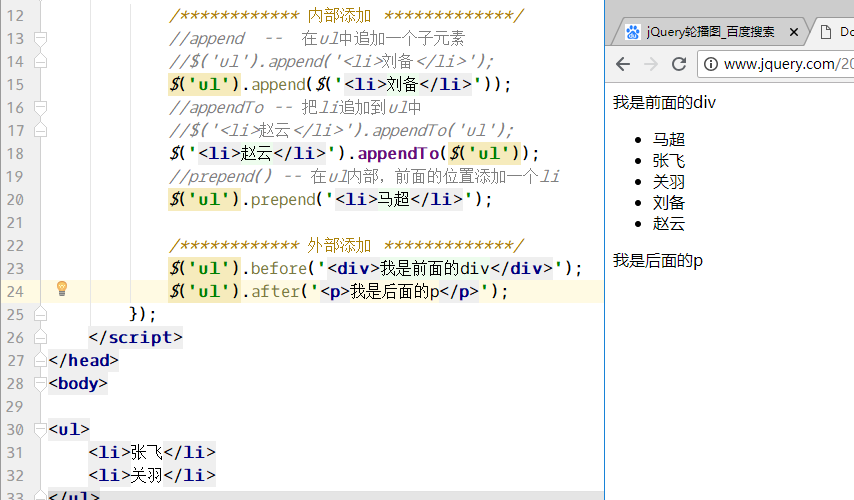 12 /************ 内部添加 *************/
13 //append -- 在ul中追加一个子元素
14 //$('ul').append('<li>刘备</li>');
15 $('ul').append($('<li>刘备</li>'));
16 //appendTo -- 把li追加到ul中
17 //$('<li>赵云</li>').appendTo('ul');
18 $('<li>赵云</li>').appendTo($('ul'));
19 //prepend() -- 在ul内部，前面的位置添加一个li
20 $('ul').prepend('<li>马超</li>');
21
22 /************ 外部添加 *************/
23 $('ul').before('<div>我是前面的div</div>');
24 $('ul').after('<p>我是后面的p</p>');
25 });
26 </script>
27 </head>
28 <body>
29
30 <ul>
31 <li>张飞</li>
32 <li>关羽</li>
33 </ul>
jQuery轮播图_百度搜索
Do
www.jquery.com/20
我是前面的div
马超
张飞
关羽
刘备
赵云
我是后面的p